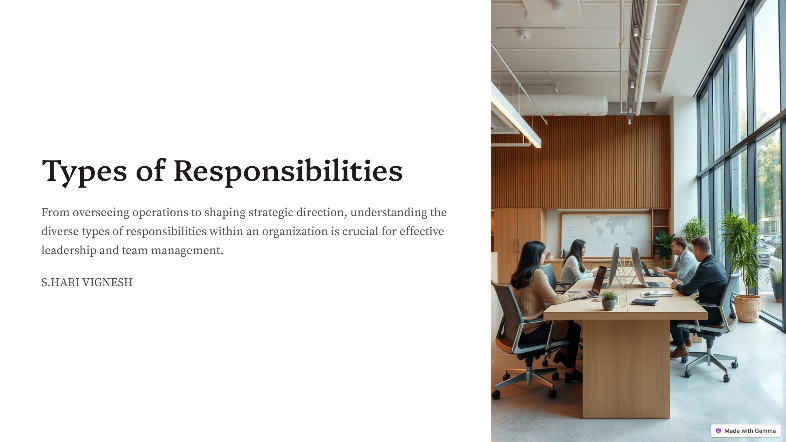 Types of Responsibilities
From overseeing operations to shaping strategic direction, understanding the
diverse types of responsibilities within an organization is crucial for effective
leadership and team management.
S.HARI VIGNESH
Made with Gamma